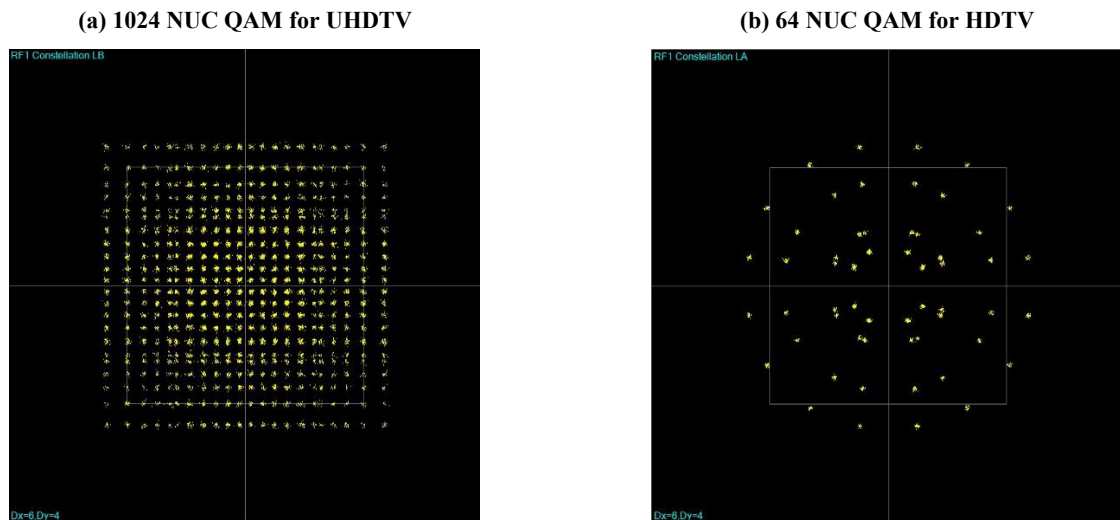 (a) 1024 NUC QAM for UHDTV
(b) 64 NUC QAM for HDTV
RF1 Constellation LB
RF1 Constellation LA
Dx=6,Dy=4
Dx=6,Dy=4